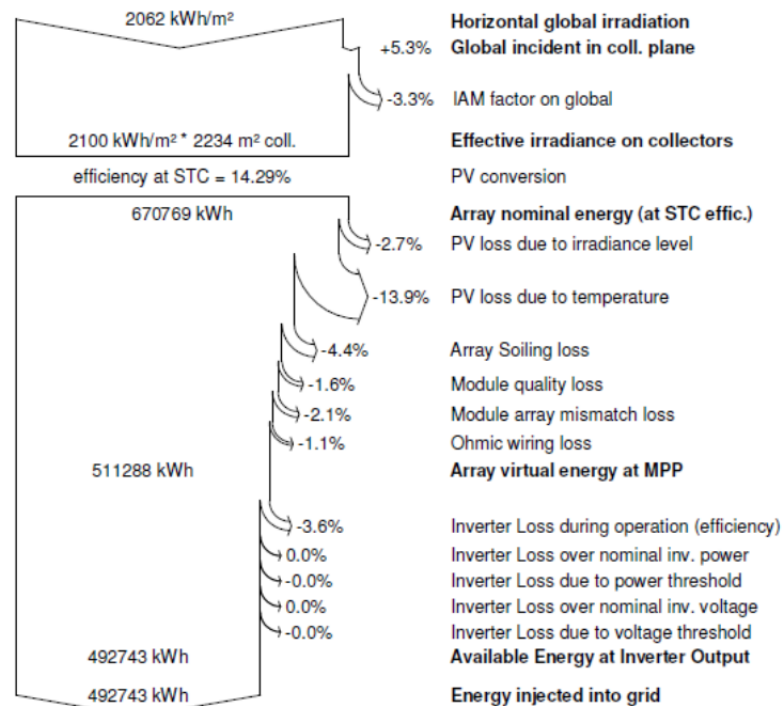 2062 kWh/m² Horizontal global irradiation
+5.3% Global incident in coll. plane
-3.3% IAM factor on global
2100 kWh/m² * 2234 m² coll. Effective irradiance on collectors
efficiency at STC = 14.29% PV conversion
670769 kWh Array nominal energy (at STC effic.)
-2.7% PV loss due to irradiance level
-13.9% PV loss due to temperature
-4.4% Array Soiling loss
-1.6% Module quality loss
-2.1% Module array mismatch loss
-1.1% Ohmic wiring loss
511288 kWh Array virtual energy at MPP
-3.6% Inverter Loss during operation (efficiency)
0.0% Inverter Loss over nominal inv. power
-0.0% Inverter Loss due to power threshold
0.0% Inverter Loss over nominal inv. voltage
-0.0% Inverter Loss due to voltage threshold
492743 kWh Available Energy at Inverter Output
492743 kWh Energy injected into grid